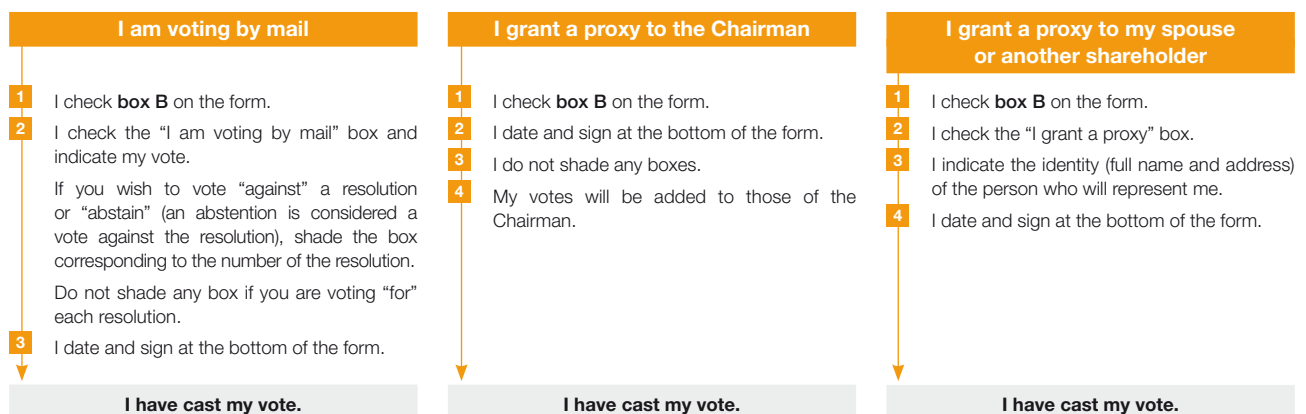 I am voting by mail
1 I check box B on the form.
2 I check the “I am voting by mail” box and
indicate my vote.
If you wish to vote “against” a resolution
or “abstain” (an abstention is considered a
vote against the resolution), shade the box
corresponding to the number of the resolution.
Do not shade any box if you are voting “for”
each resolution.
3 I date and sign at the bottom of the form.
I have cast my vote.
I grant a proxy to the Chairman
1 I check box B on the form.
2 I date and sign at the bottom of the form.
3 I do not shade any boxes.
4 My votes will be added to those of the
Chairman.
I have cast my vote.
I grant a proxy to my spouse
or another shareholder
1 I check box B on the form.
2 I check the “I grant a proxy” box.
3 I indicate the identity (full name and address)
of the person who will represent me.
4 I date and sign at the bottom of the form.
I have cast my vote.